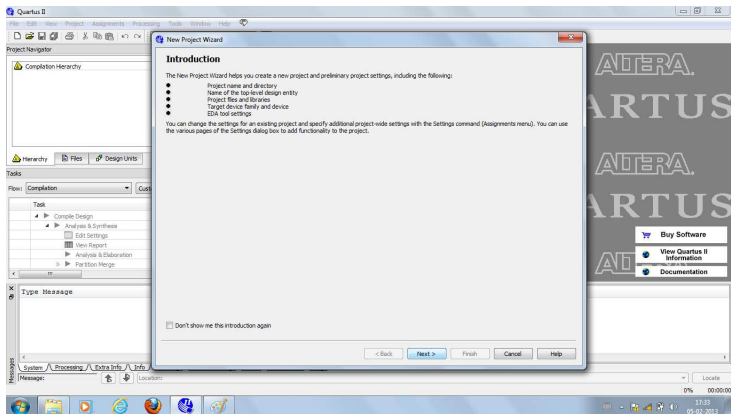 Quartus II
File Edit View Project Assignments Processing Tools Window Help
Project Navigator
Compilation Hierarchy
Hierarchy Files Design Units
Tasks
Flow: Compilation Cust
Task
Compile Design
Analysis & Synthesis
Edit Settings
View Report
Analysis & Elaboration
Partition Merge
New Project Wizard
Introduction
The New Project Wizard helps you create a new project and preliminary project settings, including the following:
● Project name and directory
● Name of the top-level design entity
● Project files and libraries
● Target device family and device
● EDA tool settings
You can change the settings for an existing project and specify additional project-wide settings with the Settings command (Assignments menu). You can use
the various pages of the Settings dialog box to add functionality to the project.
Don't show me this introduction again
< Back Next > Finish Cancel Help
ALTERA.
ARTUS
ALTERA.
ARTUS
Buy Software
View Quartus II
Information
Documentation
Type Message
System Processing Extra Info Info
Messages
Message: Location: Locate
0% 00:00:00
17:33
05-02-2013